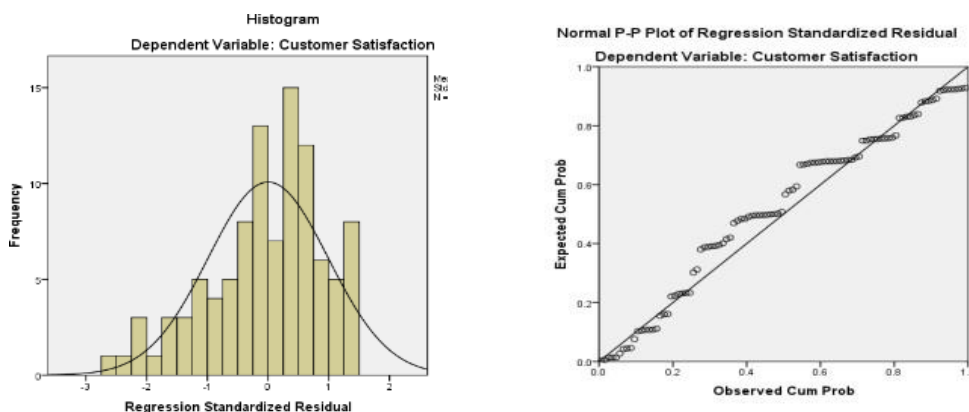 Histogram
Dependent Variable: Customer Satisfaction
Std
N =
15
10
5
0
Frequency
-3
-2
-1
0
1
2
Regression Standardized Residual
Normal P-P Plot of Regression Standardized Residual
Dependent Variable: Customer Satisfaction
1.0
0.8
0.6
0.4
0.2
0.0
Expected Cum Prob
0.0
0.2
0.4
0.6
0.8
1.0
Observed Cum Prob